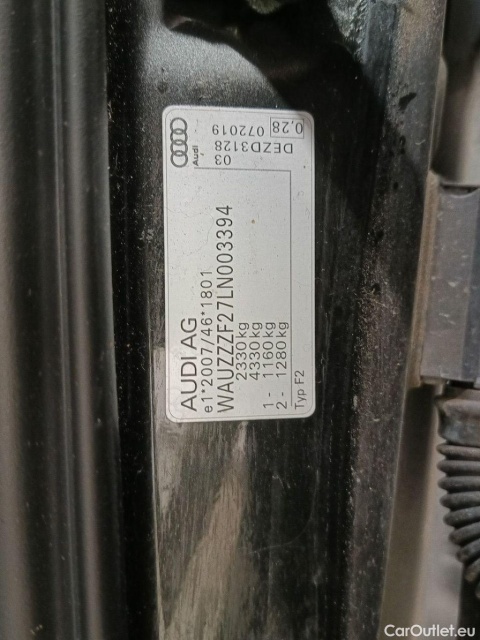 AUDI AG
e1*2007/46*1801
WAUZZZF27LN003394
2330 kg
4330 kg
1 - 1160 kg
2 - 1280 kg
Typ F2
Audi
03
DEZD3128
0,28 072019
CarOutlet.eu